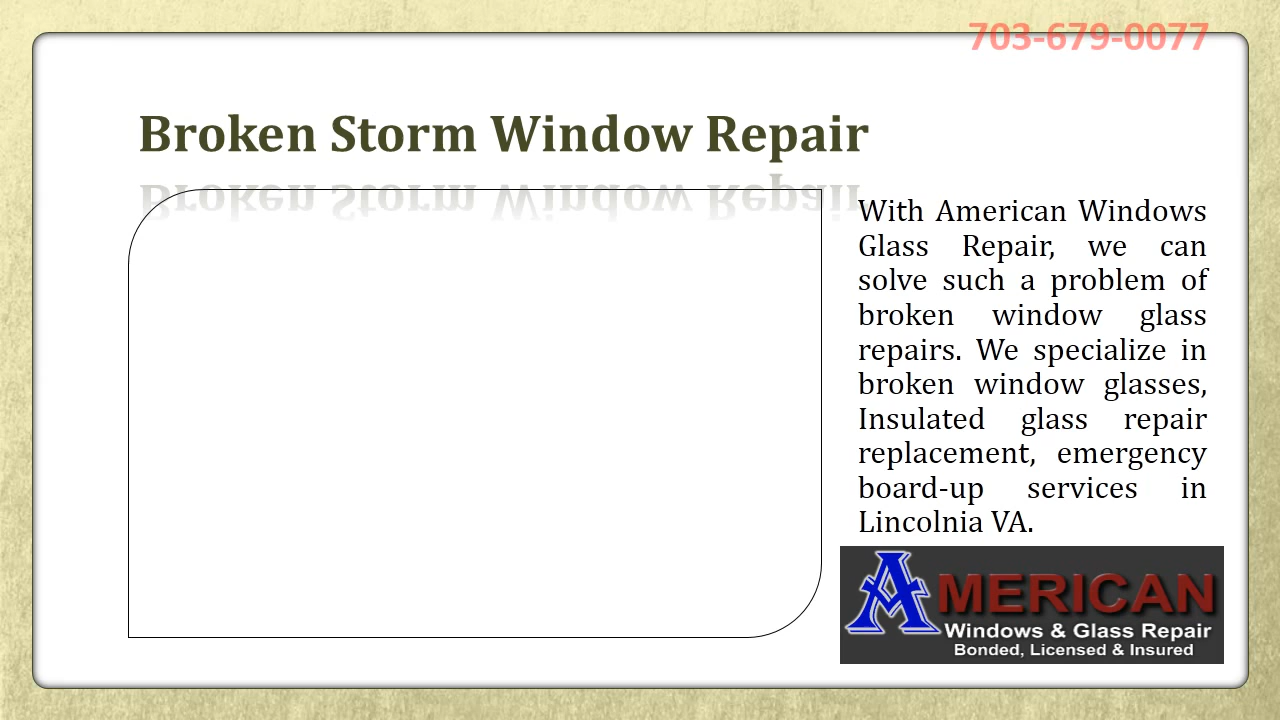 703-679-0077
Broken Storm Window Repair
With American Windows
Glass Repair, we can
solve such a problem of
broken window glass
repairs. We specialize in
broken window glasses,
Insulated glass repair
replacement, emergency
board-up services in
Lincolnia VA.
AMERICAN
Windows & Glass Repair
Bonded, Licensed & Insured